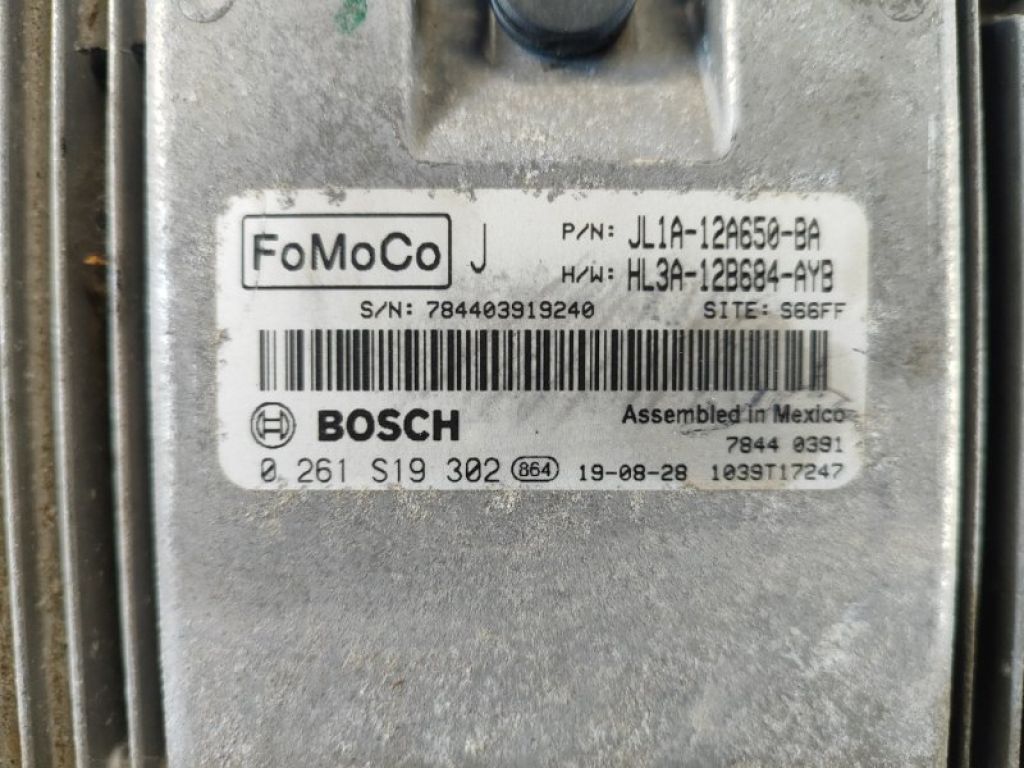 FoMoCo J P/N: JL1A-12A650-BA
H/W: HL3A-12B684-AYB
S/N: 784403919240 SITE: S66FF
BOSCH Assembled in Mexico
7844 0391
0 261 S19 302 864 19-08-28 1039T17247